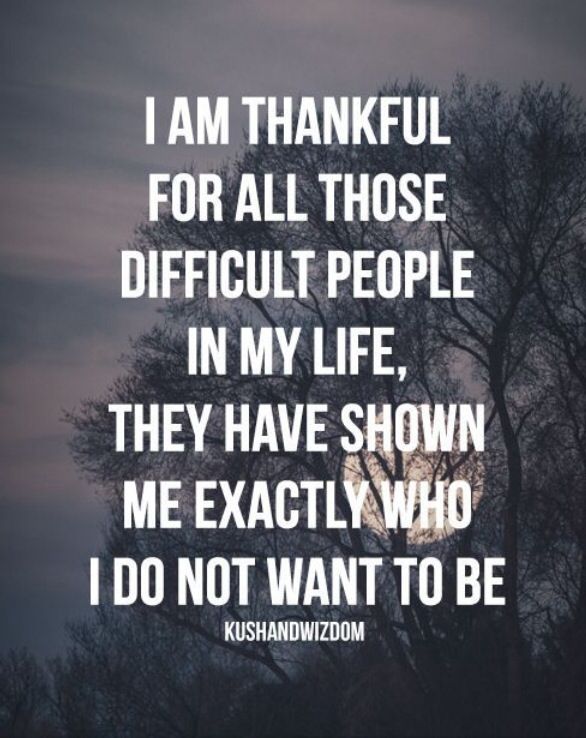 I AM THANKFUL
FOR ALL THOSE
DIFFICULT PEOPLE
IN MY LIFE,
THEY HAVE SHOWN
ME EXACTLY WHO
I DO NOT WANT TO BE
KUSHANDWIZDOM